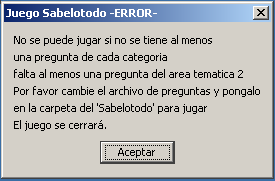 Juego Sabelotodo -ERROR-
No se puede jugar si no se tiene al menos
una pregunta de cada categoria
falta al menos una pregunta del area tematica 2
Por favor cambie el archivo de preguntas y pongalo
en la carpeta del 'Sabelotodo' para jugar
El juego se cerrará.
Aceptar